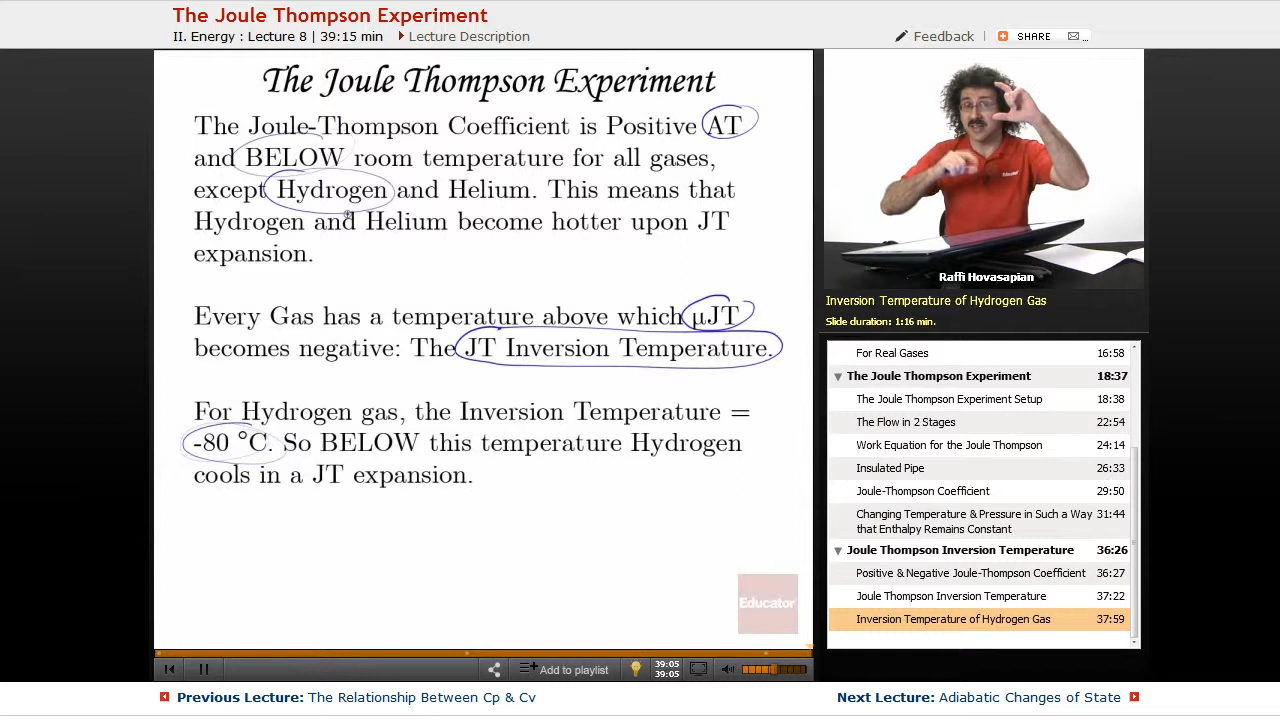 The Joule Thompson Experiment
II. Energy : Lecture 8 | 39:15 min
Lecture Description
Feedback
SHARE
The Joule Thompson Experiment
The Joule-Thompson Coefficient is Positive AT
and BELOW room temperature for all gases,
except Hydrogen and Helium. This means that
Hydrogen and Helium become hotter upon JT
expansion.
Every Gas has a temperature above which μJT
becomes negative: The JT Inversion Temperature.
For Hydrogen gas, the Inversion Temperature =
-80 °C. So BELOW this temperature Hydrogen
cools in a JT expansion.
Educator
Raffi Hovasapian
Inversion Temperature of Hydrogen Gas
Slide duration: 1:16 min.
For Real Gases 16:58
The Joule Thompson Experiment 18:37
The Joule Thompson Experiment Setup 18:38
The Flow in 2 Stages 22:54
Work Equation for the Joule Thompson 24:14
Insulated Pipe 26:33
Joule-Thompson Coefficient 29:50
Changing Temperature & Pressure in Such a Way 31:44
that Enthalpy Remains Constant
Joule Thompson Inversion Temperature 36:26
Positive & Negative Joule-Thompson Coefficient 36:27
Joule Thompson Inversion Temperature 37:22
Inversion Temperature of Hydrogen Gas 37:59
Add to playlist
39:05
39:05
Previous Lecture: The Relationship Between Cp & Cv
Next Lecture: Adiabatic Changes of State